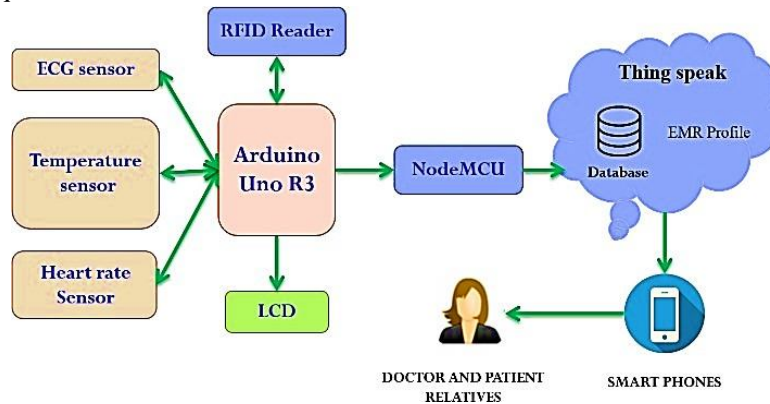 RFID Reader
ECG sensor
Temperature
sensor
Heart rate
Sensor
Arduino
Uno R3
LCD
NodeMCU
Thing speak
EMR Profile
Database
DOCTOR AND PATIENT
RELATIVES
SMART PHONES